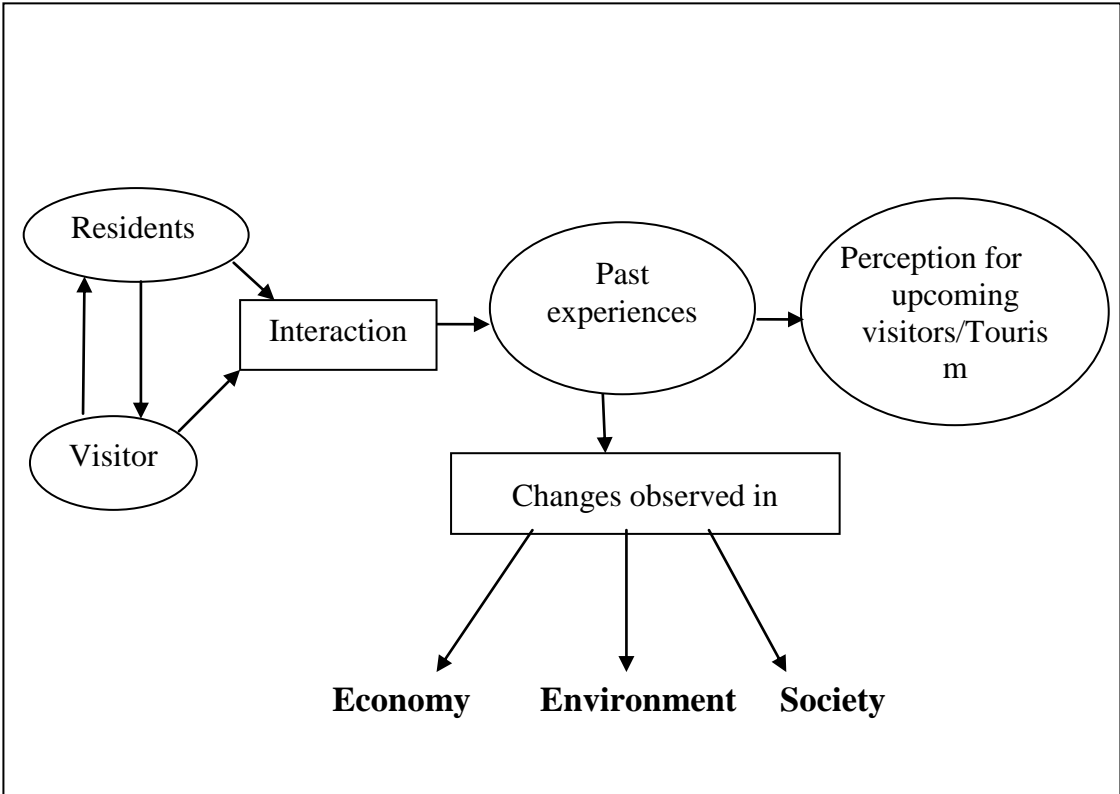 Residents
Visitor
Interaction
Past
experiences
Perception for
upcoming
visitors/Touris
m
Changes observed in
Economy
Environment
Society